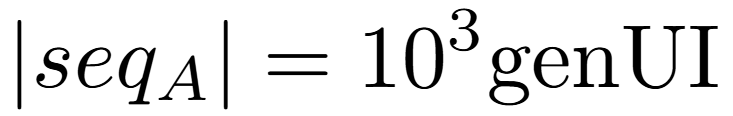 |seq_A| = 10^3genUI